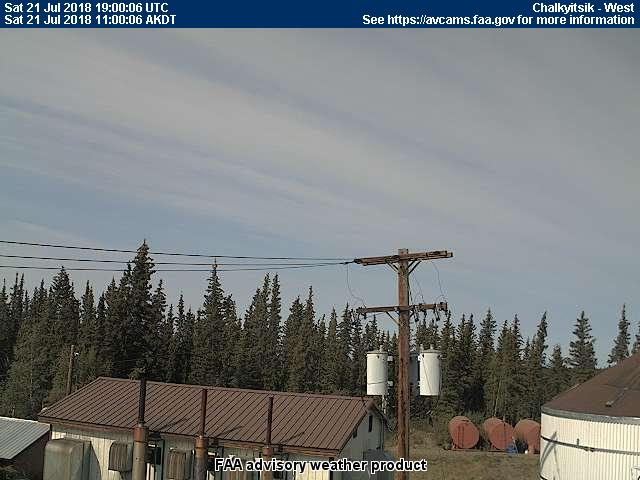 Sat 21 Jul 2018 19:00:06 UTC Chalkyitsik - West
Sat 21 Jul 2018 11:00:06 AKDT See https://avcams.faa.gov for more information
FAA advisory weather product